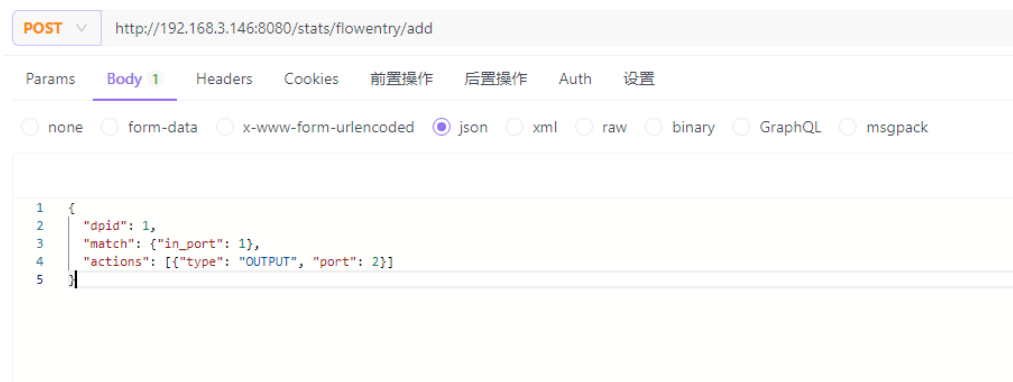 POST http://192.168.3.146:8080/stats/flowentry/add
Params Body 1 Headers Cookies 前置操作 后置操作 Auth 设置
none form-data x-www-form-urlencoded json xml raw binary GraphQL msgpack
1 {
2 "dpid": 1,
3 "match": {"in_port": 1},
4 "actions": [{"type": "OUTPUT", "port": 2}]
5 }